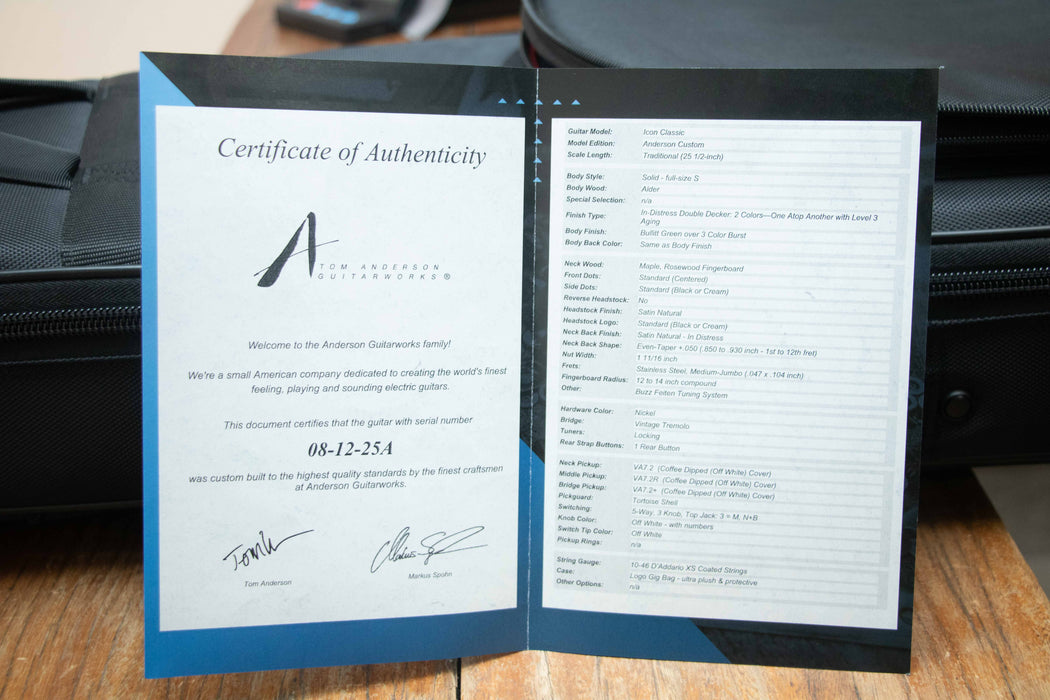 Certificate of Authenticity
A
TOM ANDERSON
GUITARWORKS ®
Welcome to the Anderson Guitarworks family!
We're a small American company dedicated to creating the world's finest
feeling, playing and sounding electric guitars.
This document certifies that the guitar with serial number
08-12-25A
was custom built to the highest quality standards by the finest craftsmen
at Anderson Guitarworks.
Tom Anderson
Markus Spohn
Guitar Model: Icon Classic
Model Edition: Anderson Custom
Scale Length: Traditional (25 1/2-inch)
Body Style: Solid - full-size S
Body Wood: Alder
Special Selection: n/a
Finish Type: In-Distress Double Decker: 2 Colors—One Atop Another with Level 3
Aging
Body Finish: Bullitt Green over 3 Color Burst
Body Back Color: Same as Body Finish
Neck Wood: Maple, Rosewood Fingerboard
Front Dots: Standard (Centered)
Side Dots: Standard (Black or Cream)
Reverse Headstock: No
Headstock Finish: Satin Natural
Headstock Logo: Standard (Black or Cream)
Neck Back Finish: Satin Natural - In Distress
Neck Back Shape: Even-Taper +.050 (.850 to .930 inch - 1st to 12th fret)
Nut Width: 1 11/16 inch
Frets: Stainless Steel, Medium-Jumbo (.047 x .104 inch)
Fingerboard Radius: 12 to 14 inch compound
Other: Buzz Feiten Tuning System
Hardware Color: Nickel
Bridge: Vintage Tremolo
Tuners: Locking
Rear Strap Buttons: 1 Rear Button
Neck Pickup: VA7.2 (Coffee Dipped (Off White) Cover)
Middle Pickup: VA7.2R (Coffee Dipped (Off White) Cover)
Bridge Pickup: VA7.2+ (Coffee Dipped (Off White) Cover)
Pickguard: Tortoise Shell
Switching: 5-Way, 3 Knob, Top Jack: 3 = M, N+B
Knob Color: Off White - with numbers
Switch Tip Color: Off White
Pickup Rings: n/a
String Gauge: 10-46 D'Addario XS Coated Strings
Case: Logo Gig Bag - ultra plush & protective
Other Options: n/a